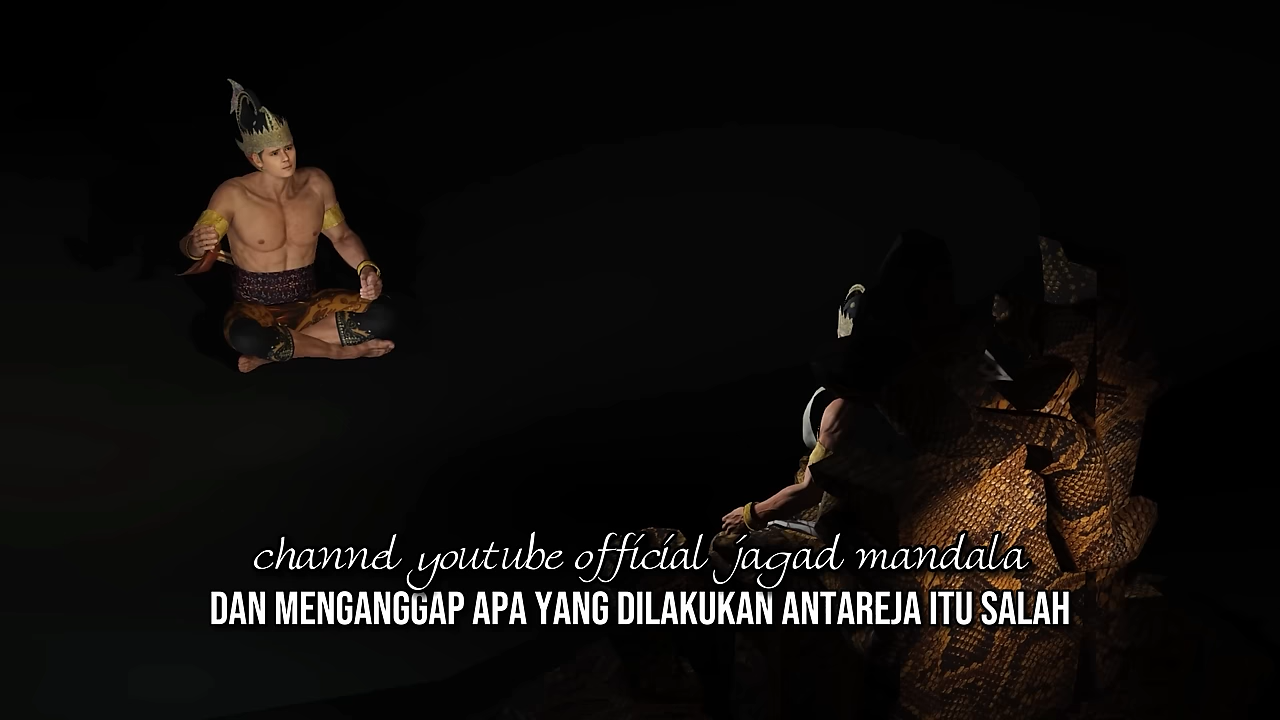 channel youtube official jagad mandala
DAN MENGANGGAP APA YANG DILAKUKAN ANTAREJA ITU SALAH